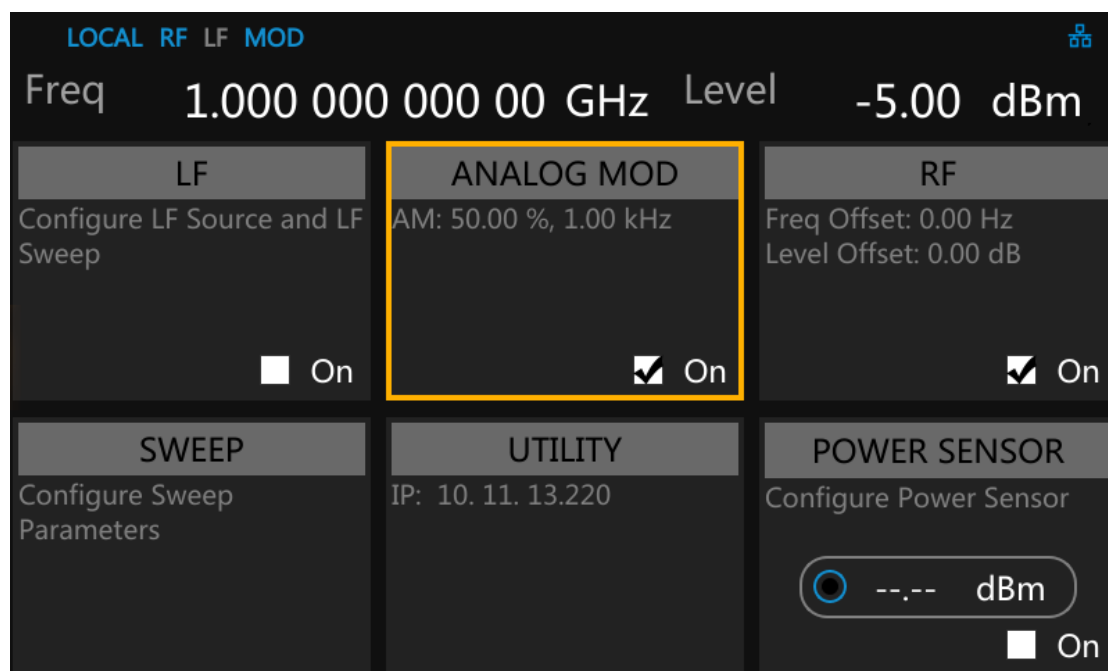 LOCAL RF LF MOD
Freq 1.000 000 000 00 GHz Level -5.00 dBm
LF
Configure LF Source and LF
Sweep
On
ANALOG MOD
AM: 50.00 %, 1.00 kHz
On
RF
Freq Offset: 0.00 Hz
Level Offset: 0.00 dB
On
SWEEP
Configure Sweep
Parameters
UTILITY
IP: 10. 11. 13.220
POWER SENSOR
Configure Power Sensor
--.-- dBm
On